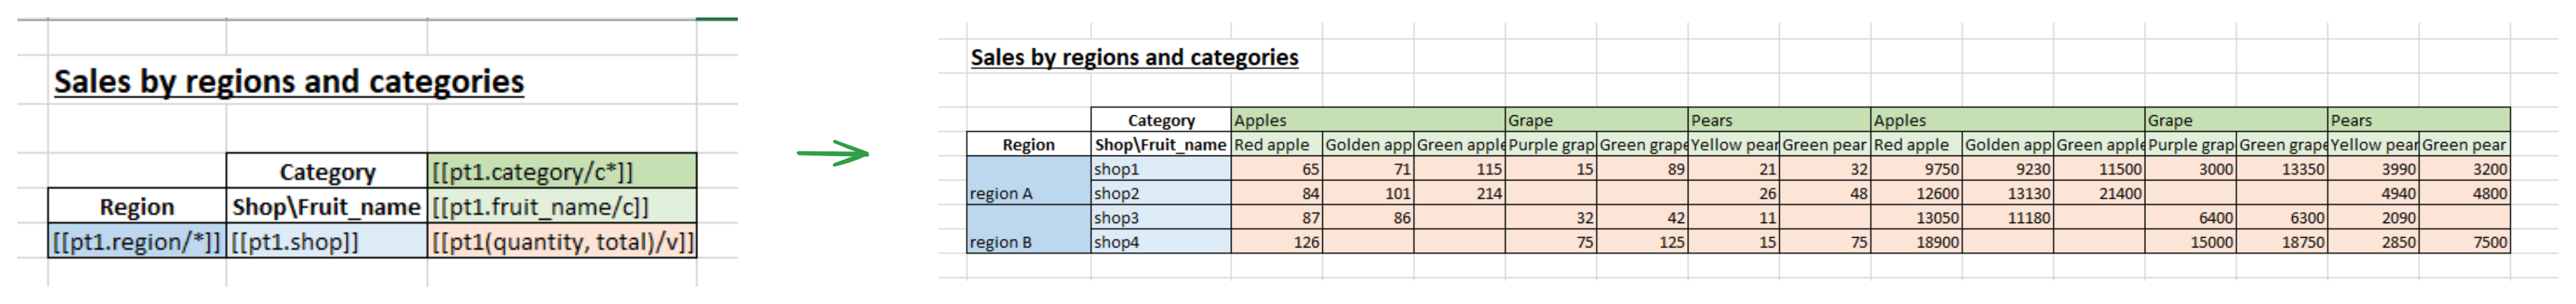 Sales by regions and categories
Category [[pt1.category/c*]]
Region Shop\Fruit_name [[pt1.fruit_name/c]]
[[pt1.region/*]] [[pt1.shop]] [[pt1(quantity, total)/v]]
Sales by regions and categories
Category Apples Grape Pears Apples Grape Pears
Region Shop\Fruit_name Red apple Golden app Green apple Purple grap Green grape Yellow pear Green pear Red apple Golden app Green apple Purple grap Green grape Yellow pear Green pear
shop1 65 71 115 15 89 21 32 9750 9230 11500 3000 13350 3990 3200
region A shop2 84 101 214 26 48 12600 13130 21400 4940 4800
shop3 87 86 32 42 11 13050 11180 6400 6300 2090
region B shop4 126 75 125 15 75 18900 15000 18750 2850 7500